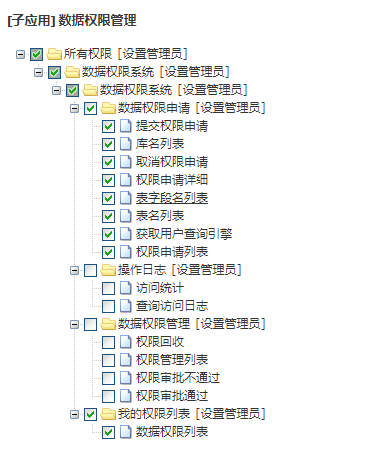 [子应用] 数据权限管理
所有权限 [设置管理员]
数据权限系统 [设置管理员]
数据权限系统 [设置管理员]
数据权限申请 [设置管理员]
提交权限申请
库名列表
取消权限申请
权限申请详细
表字段名列表
表名列表
获取用户查询引擎
权限申请列表
操作日志 [设置管理员]
访问统计
查询访问日志
数据权限管理 [设置管理员]
权限回收
权限管理列表
权限审批不通过
权限审批通过
我的权限列表 [设置管理员]
数据权限列表